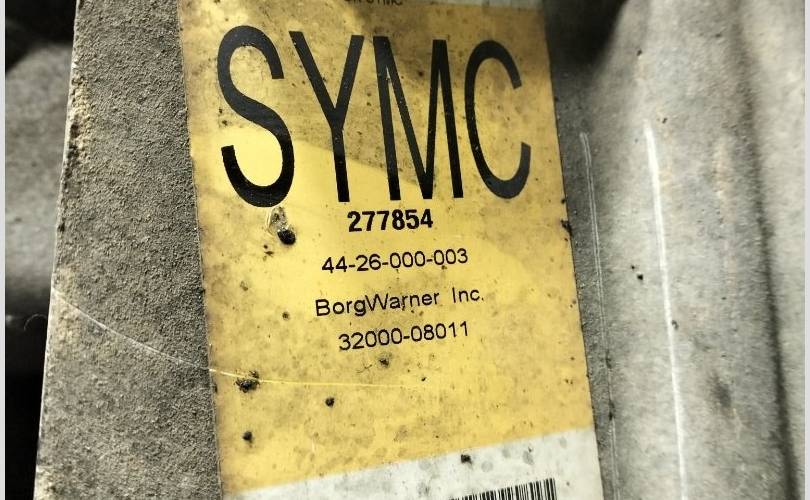 SYMC
277854
44-26-000-003
BorgWarner Inc.
32000-08011